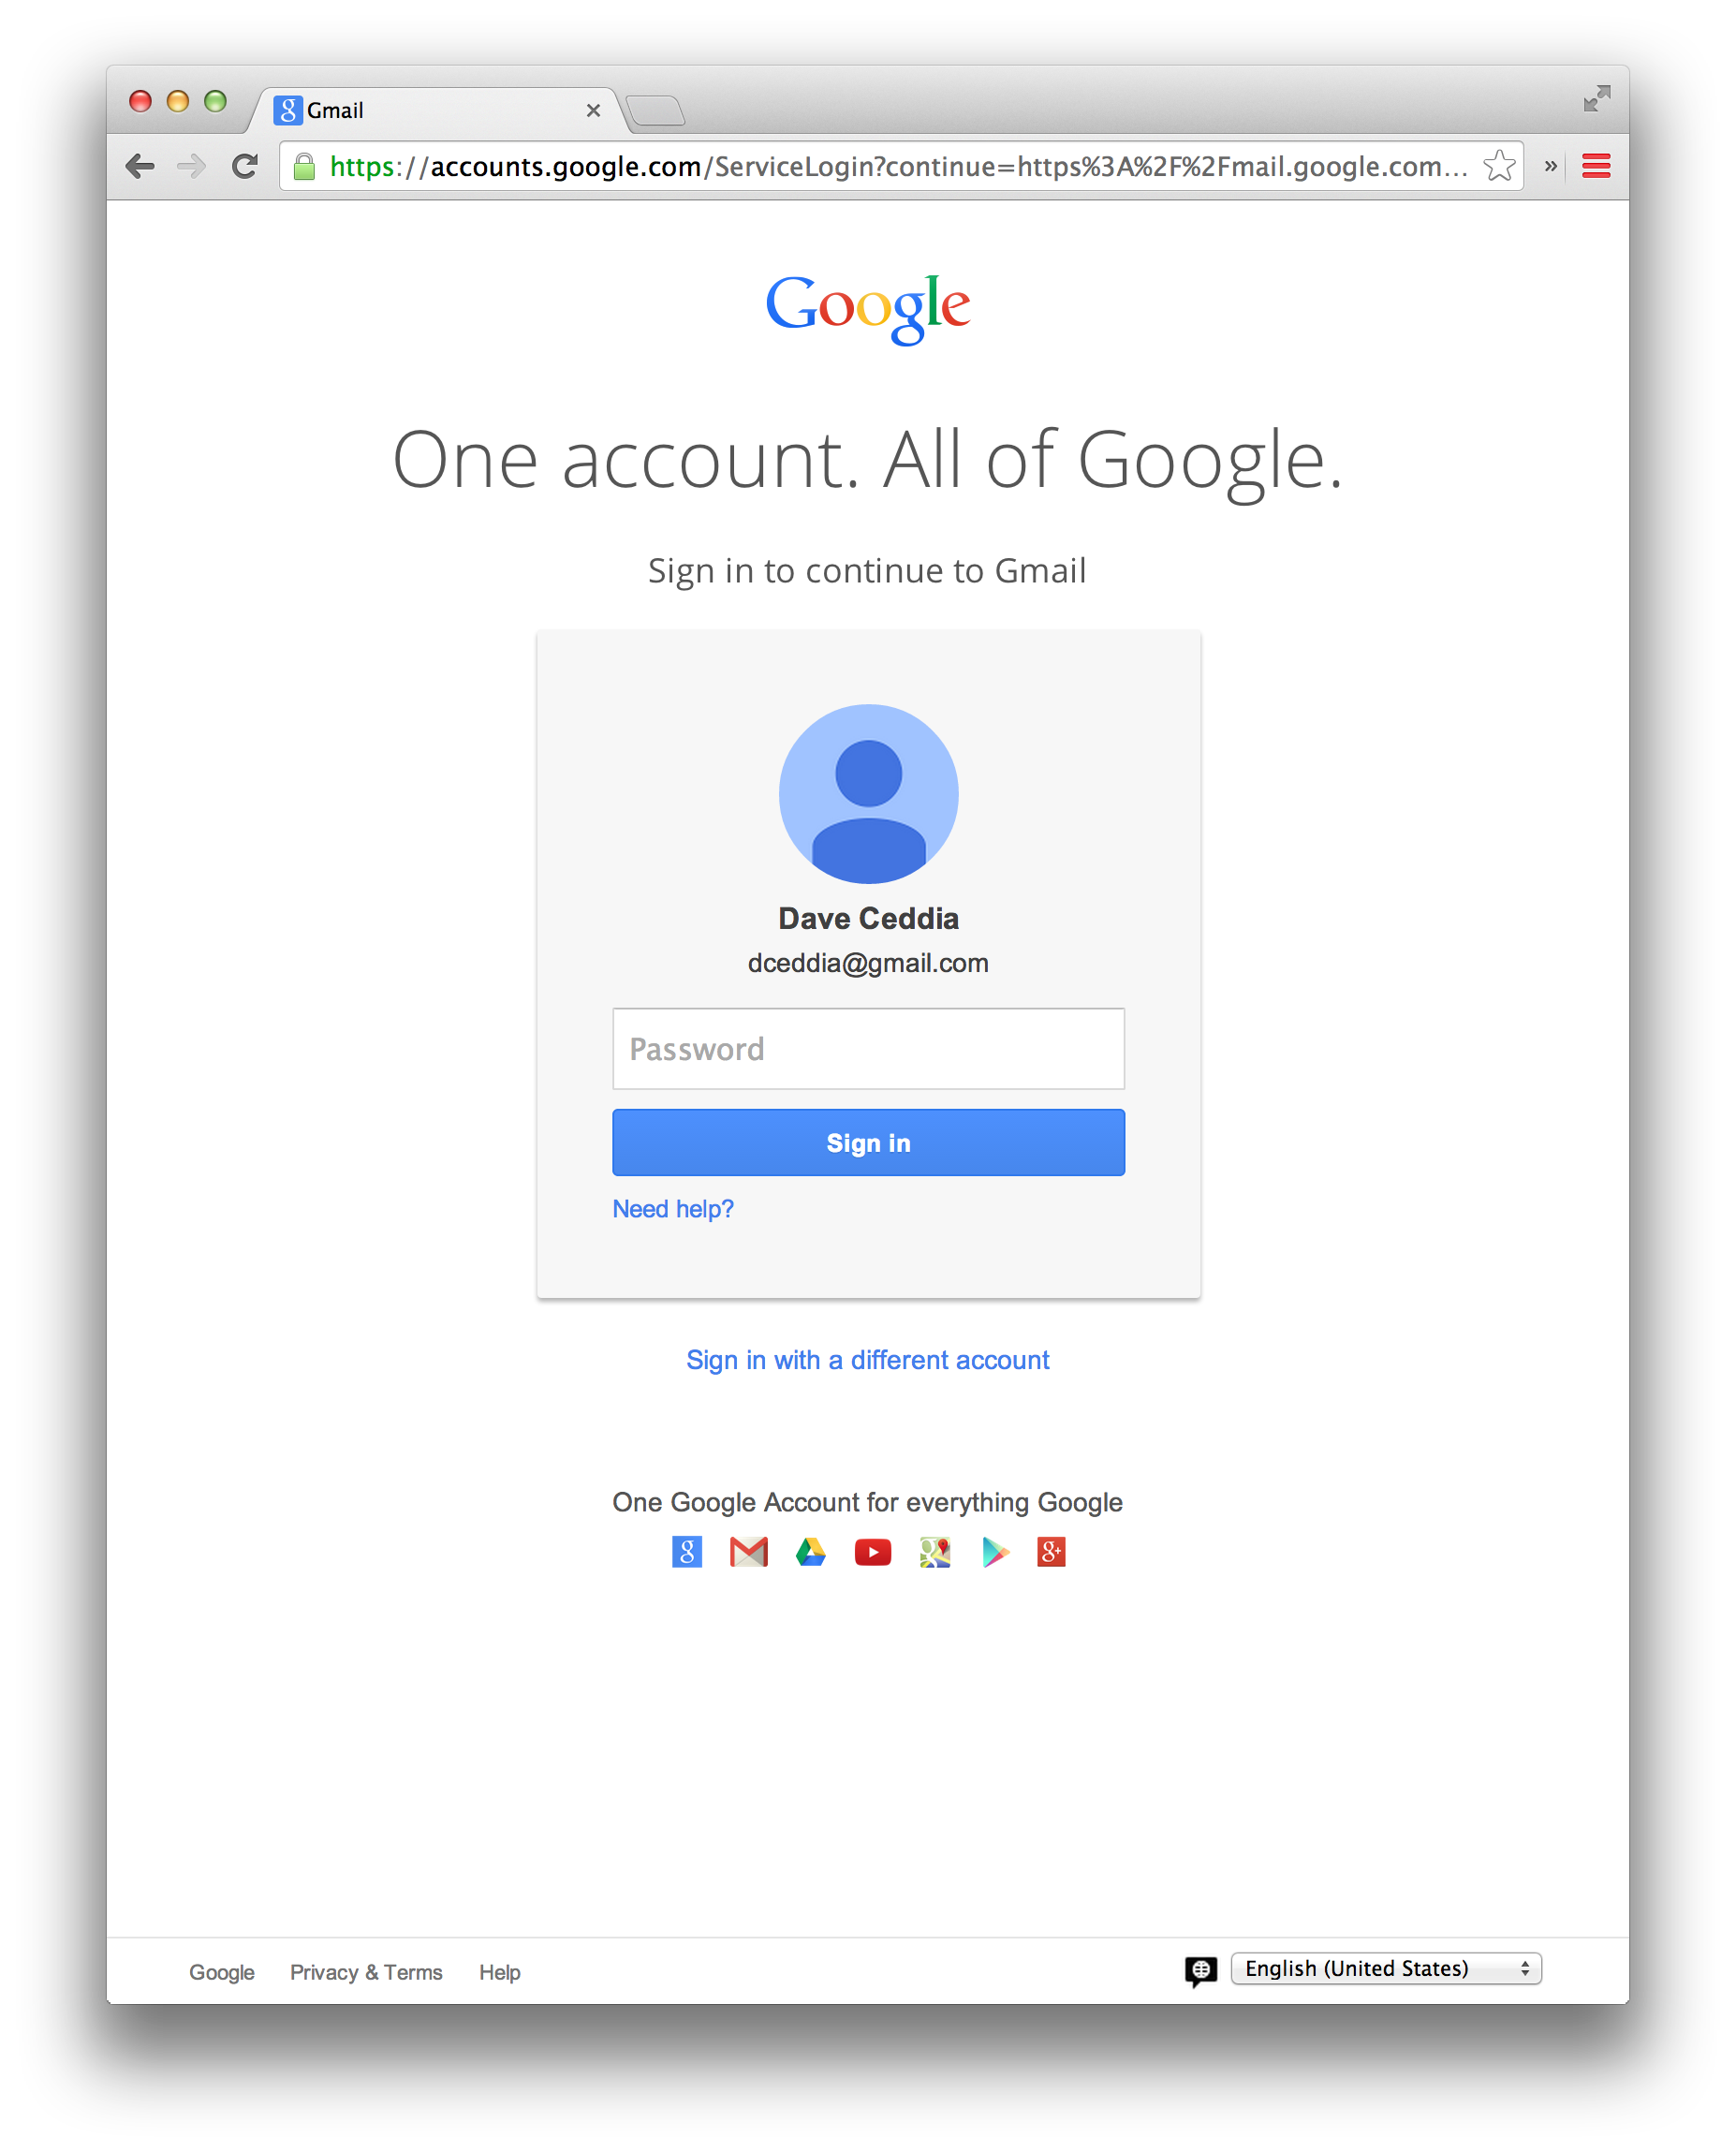 Gmail
https://accounts.google.com/ServiceLogin?continue=https%3A%2F%2Fmail.google.com...
Google
One account. All of Google.
Sign in to continue to Gmail
Dave Ceddia
dceddia@gmail.com
Password
Sign in
Need help?
Sign in with a different account
One Google Account for everything Google
Google
Privacy & Terms
Help
English (United States)